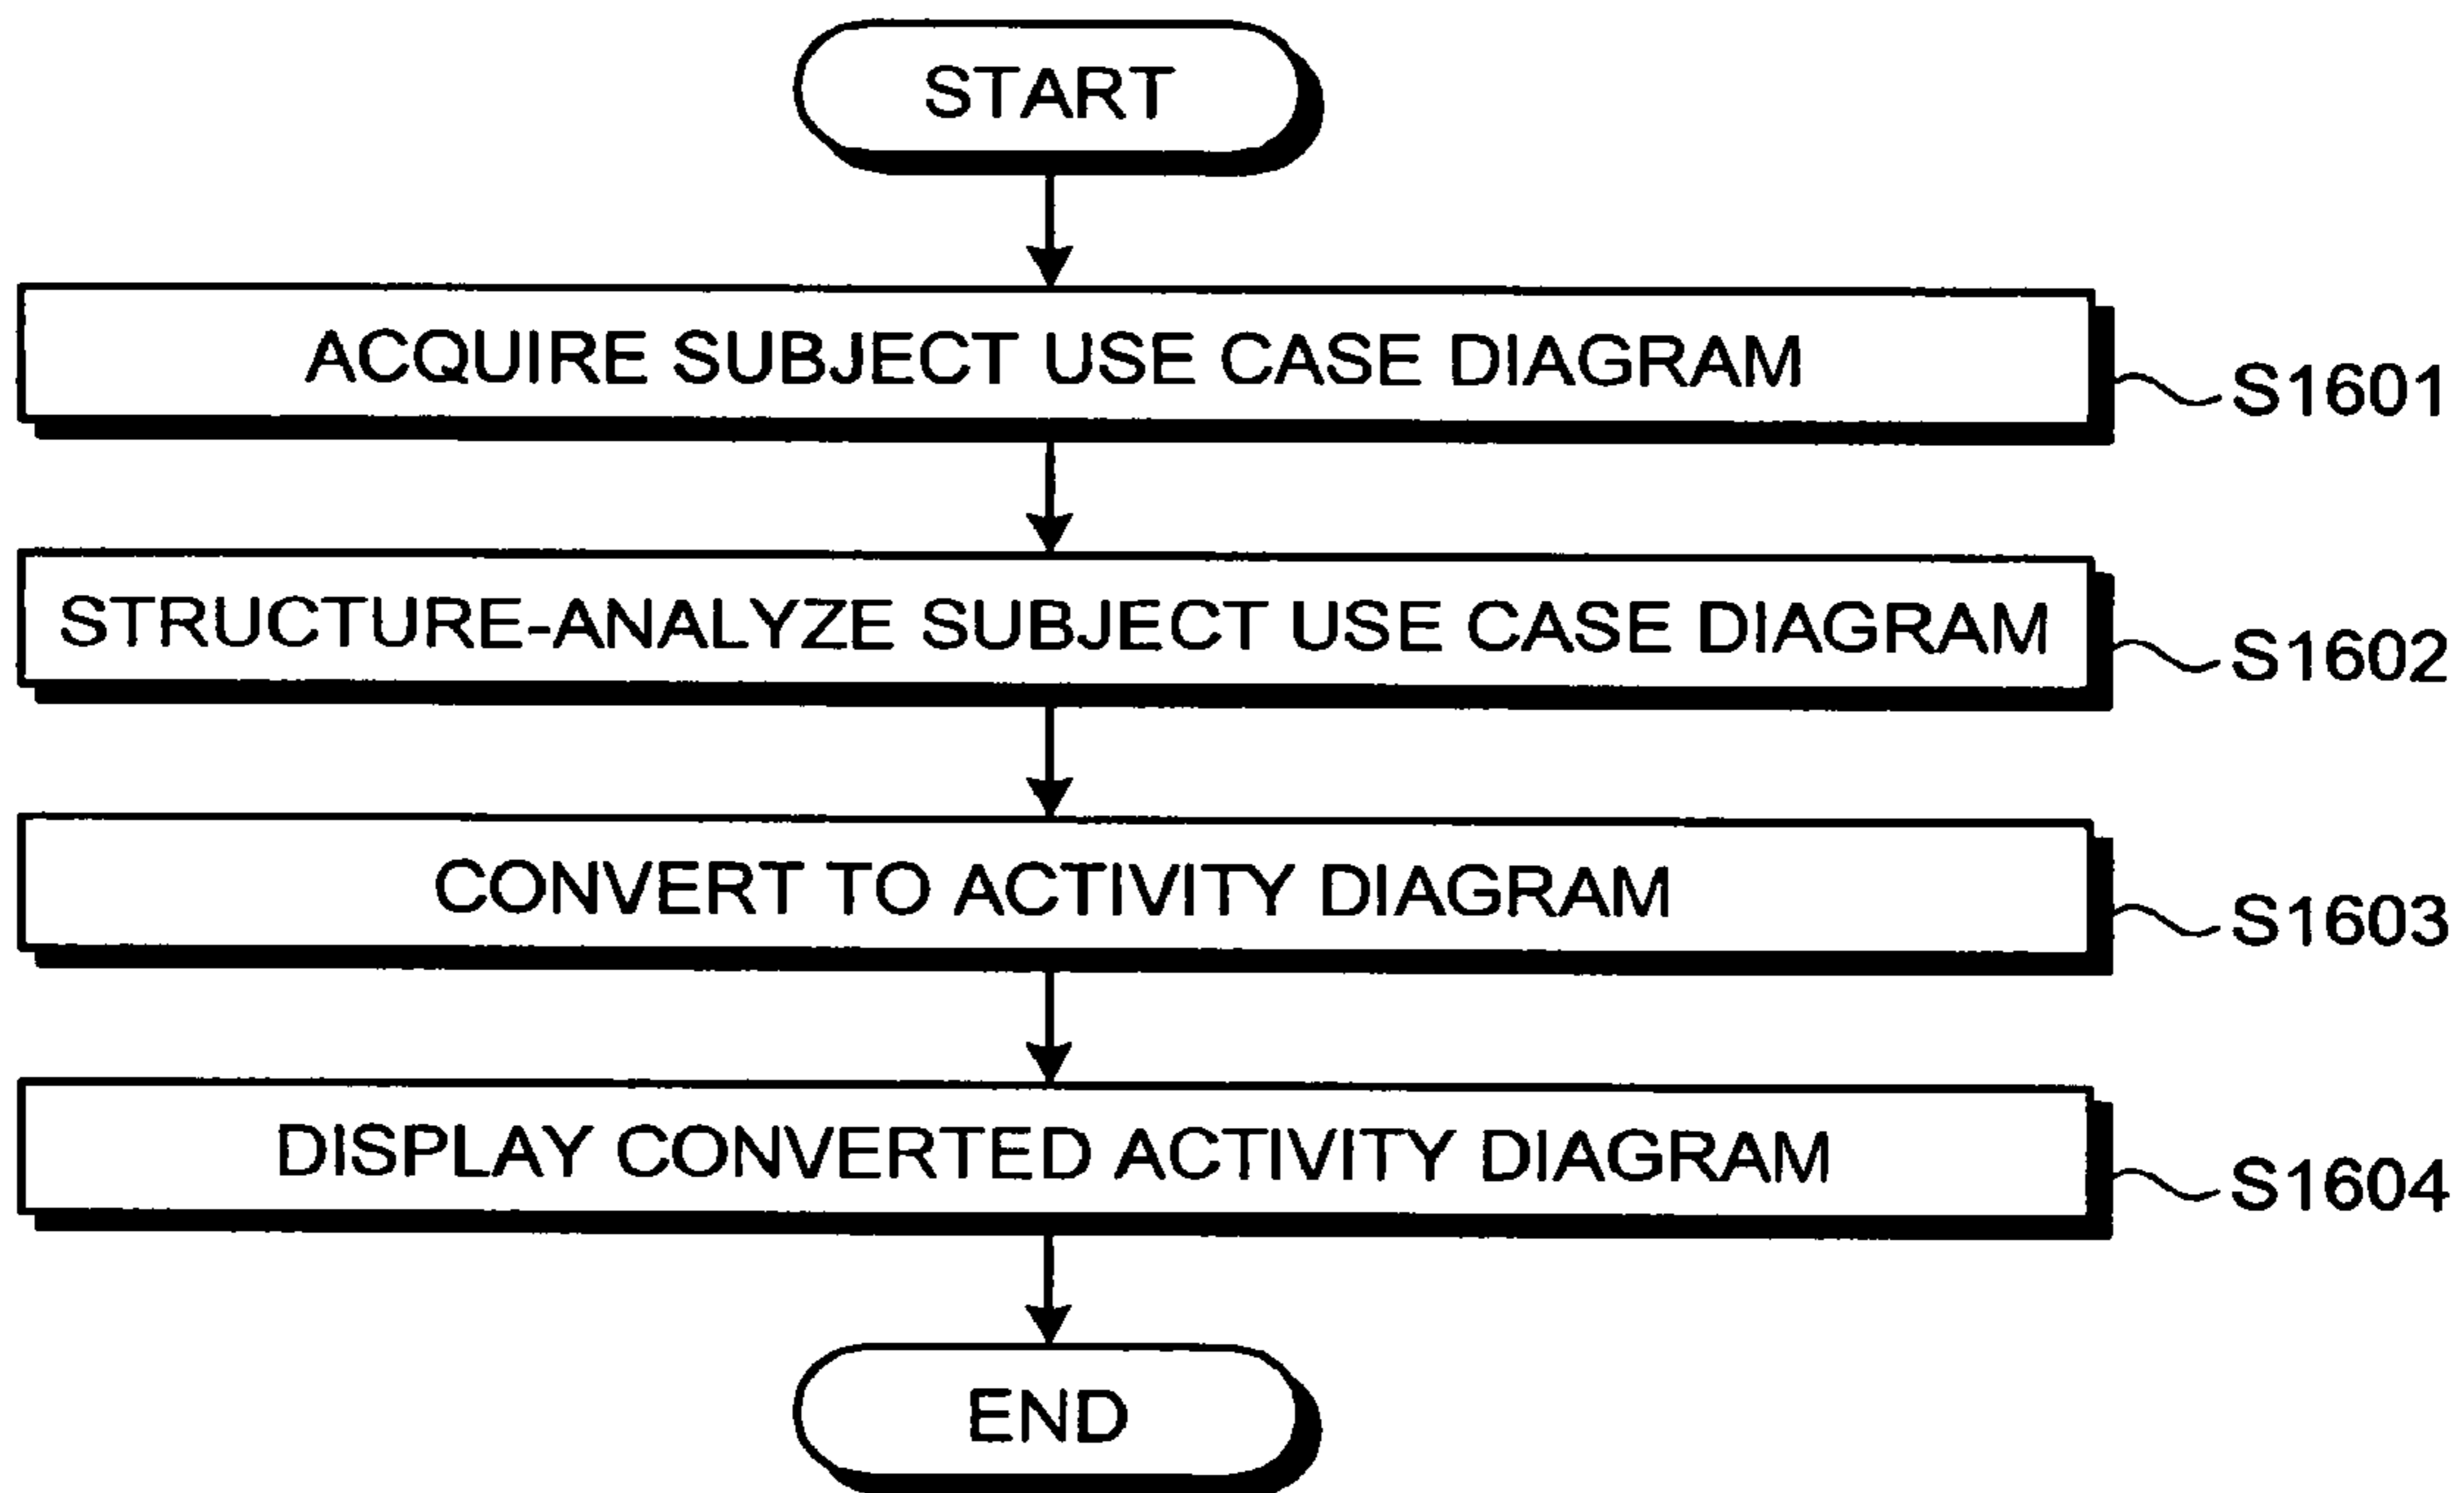 START
ACQUIRE SUBJECT USE CASE DIAGRAM
S1601
STRUCTURE-ANALYZE SUBJECT USE CASE DIAGRAM
S1602
CONVERT TO ACTIVITY DIAGRAM
S1603
DISPLAY CONVERTED ACTIVITY DIAGRAM
S1604
END